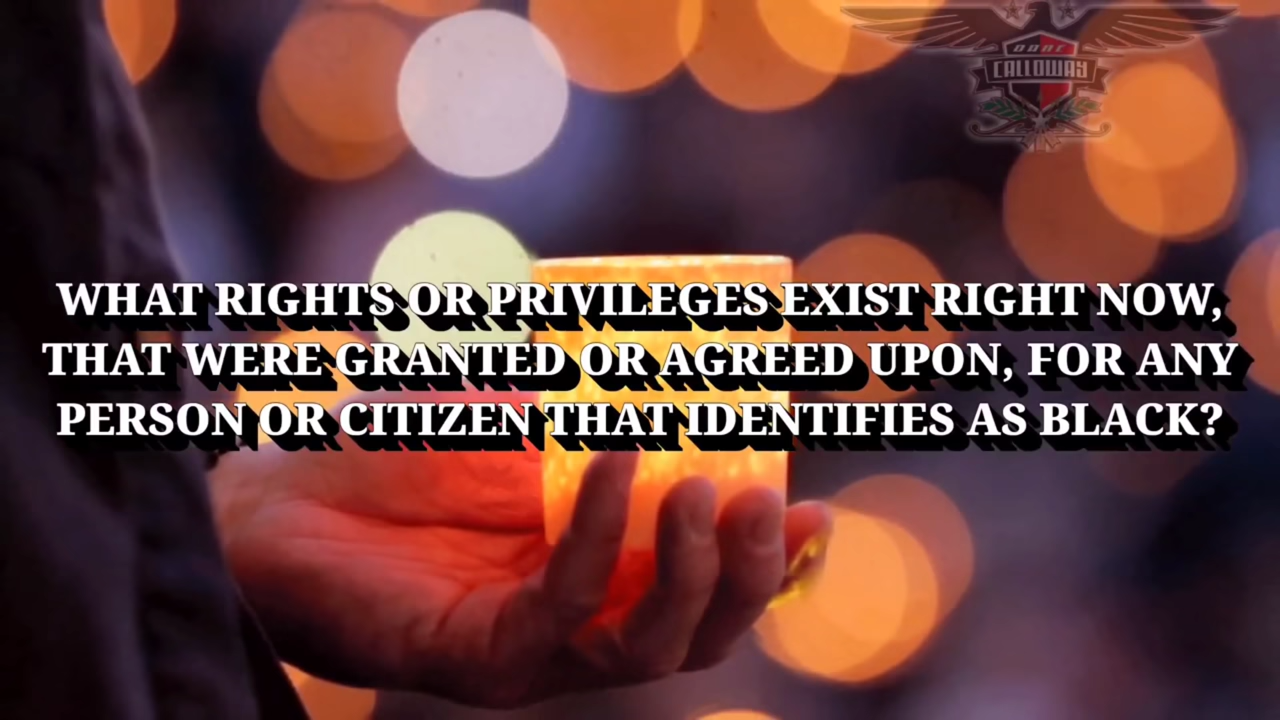 CALLOWAY
WHAT RIGHTS OR PRIVILEGES EXIST RIGHT NOW,
THAT WERE GRANTED OR AGREED UPON, FOR ANY
PERSON OR CITIZEN THAT IDENTIFIES AS BLACK?